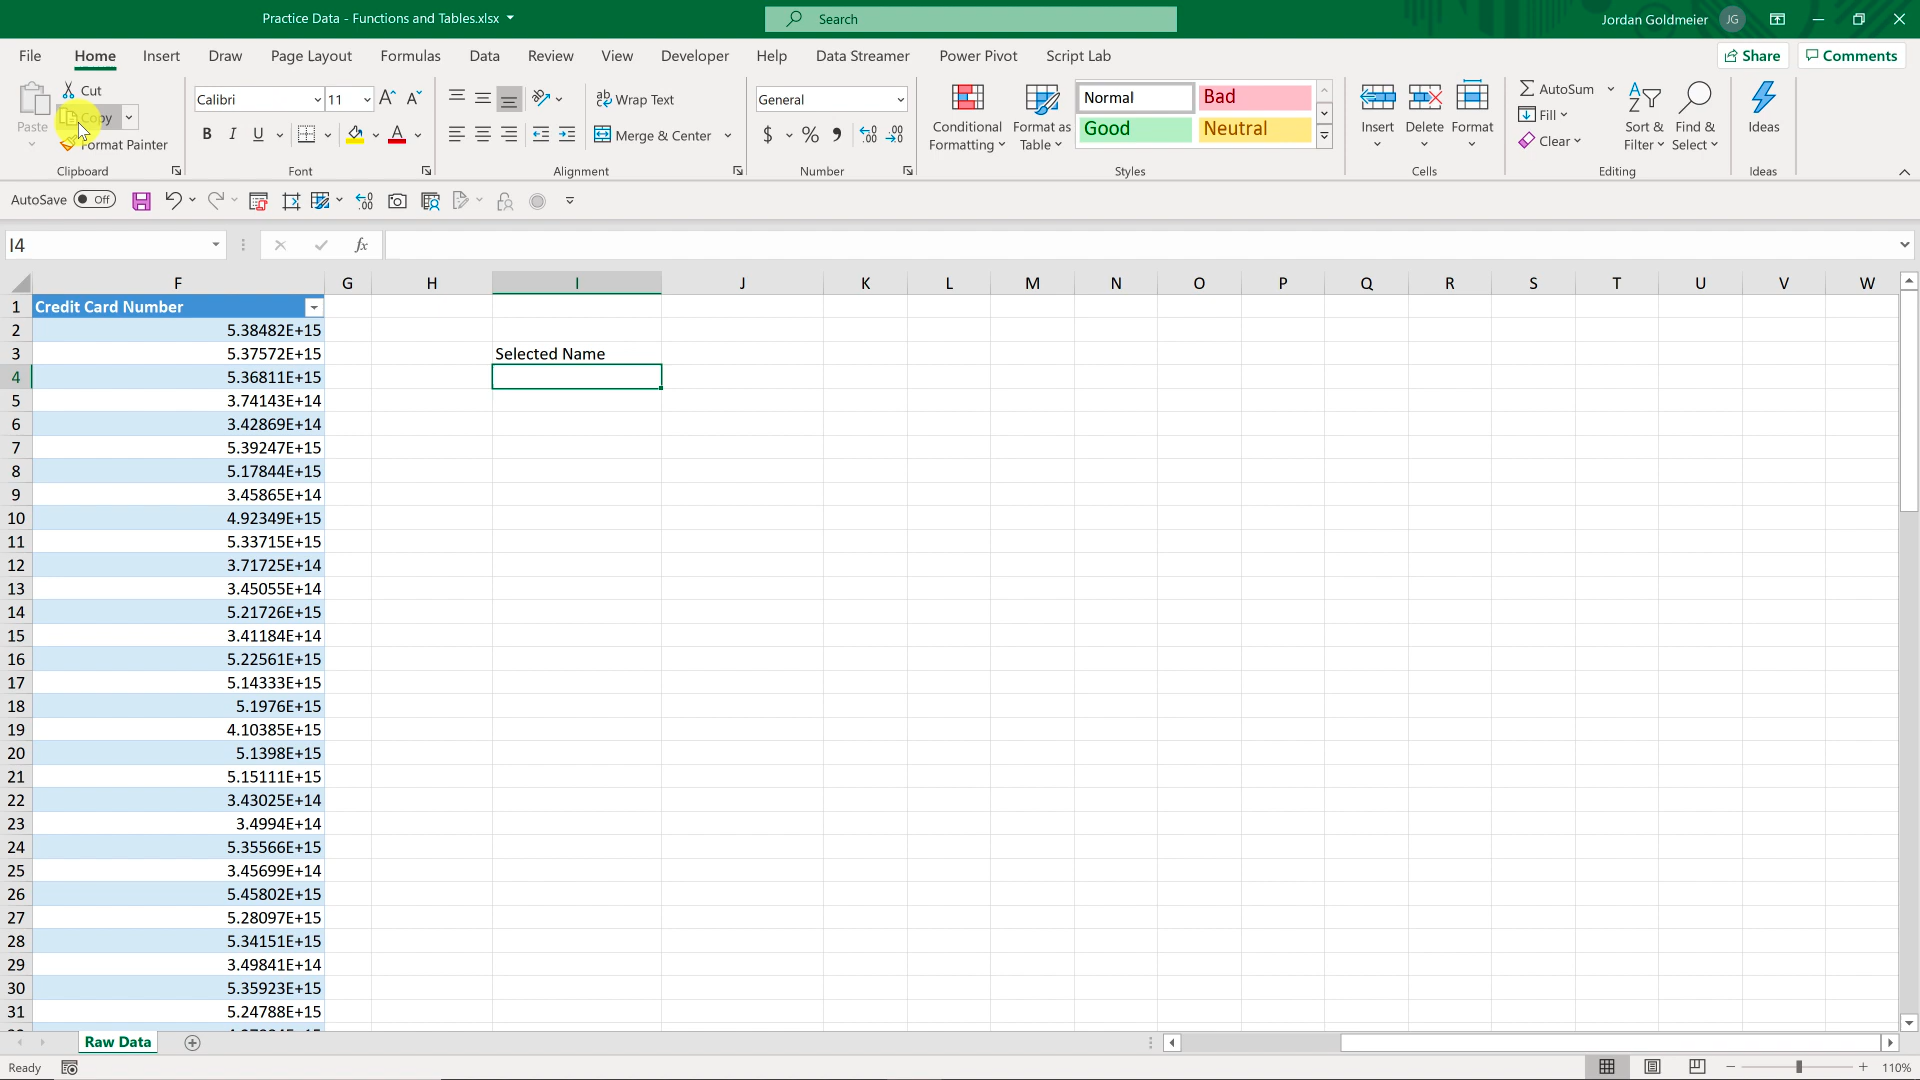 Practice Data - Functions and Tables.xlsx
Search
Jordan Goldmeier JG
File Home Insert Draw Page Layout Formulas Data Review View Developer Help Data Streamer Power Pivot Script Lab Share Comments
Paste
Cut
Copy
Format Painter
Calibri 11
B I U A
ab Wrap Text
Merge & Center
General
$ % 9
Conditional Formatting
Format as Table
Normal Bad
Good Neutral
Insert Delete Format
AutoSum
Fill
Clear
Sort & Filter
Find & Select
Ideas
Clipboard Font Alignment Number Styles Cells Editing Ideas
AutoSave Off
I4 fx
F G H I J K L M N O P Q R S T U V W
1 Credit Card Number
2 5.38482E+15
3 5.37572E+15 Selected Name
4 5.36811E+15
5 3.74143E+14
6 3.42869E+14
7 5.39247E+15
8 5.17844E+15
9 3.45865E+14
10 4.92349E+15
11 5.33715E+15
12 3.71725E+14
13 3.45055E+14
14 5.21726E+15
15 3.41184E+14
16 5.22561E+15
17 5.14333E+15
18 5.1976E+15
19 4.10385E+15
20 5.1398E+15
21 5.15111E+15
22 3.43025E+14
23 3.4994E+14
24 5.35566E+15
25 3.45699E+14
26 5.45802E+15
27 5.28097E+15
28 5.34151E+15
29 3.49841E+14
30 5.35923E+15
31 5.24788E+15
Raw Data
Ready 110%